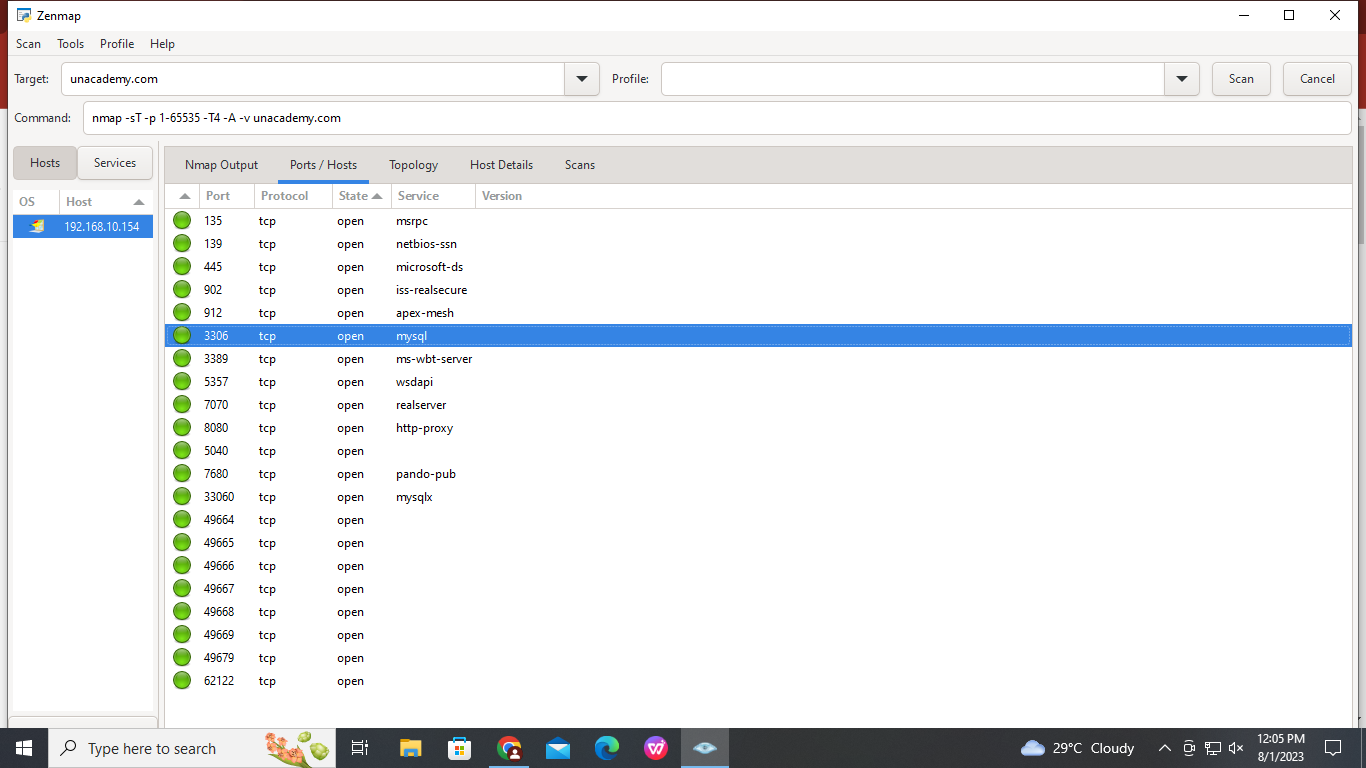 Zenmap
Scan Tools Profile Help
Target: unacademy.com Profile: Scan Cancel
Command: nmap -sT -p 1-65535 -T4 -A -v unacademy.com
Hosts Services
Nmap Output Ports / Hosts Topology Host Details Scans
OS Host
192.168.10.154
Port Protocol State Service Version
135 tcp open msrpc
139 tcp open netbios-ssn
445 tcp open microsoft-ds
902 tcp open iss-realsecure
912 tcp open apex-mesh
3306 tcp open mysql
3389 tcp open ms-wbt-server
5357 tcp open wsdapi
7070 tcp open realserver
8080 tcp open http-proxy
5040 tcp open
7680 tcp open pando-pub
33060 tcp open mysqlx
49664 tcp open
49665 tcp open
49666 tcp open
49667 tcp open
49668 tcp open
49669 tcp open
49679 tcp open
62122 tcp open
Type here to search
29°C Cloudy
12:05 PM
8/1/2023